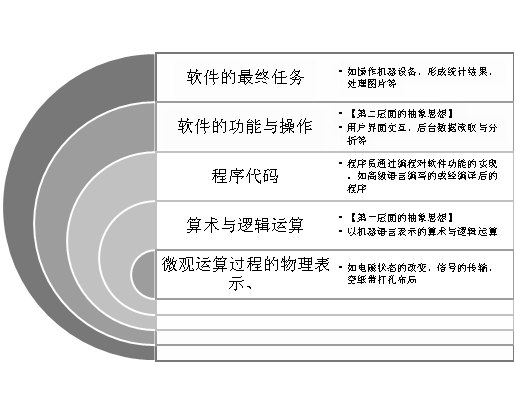 软件的最终任务
• 如操作机器设备、形成统计结果、
处理图片等
软件的功能与操作
• 【第二层面的抽象思想】
• 用户界面交互、后台数据读取与分
析等
程序代码
• 程序员通过编程对软件功能的实现
，如高级语言编写的或经编译后的
程序
算术与逻辑运算
• 【第一层面的抽象思想】
• 以机器语言表示的算术与逻辑运算
微观运算过程的物理表
示、
• 如电磁状态的改变、信号的传输、
空纸带打孔布局